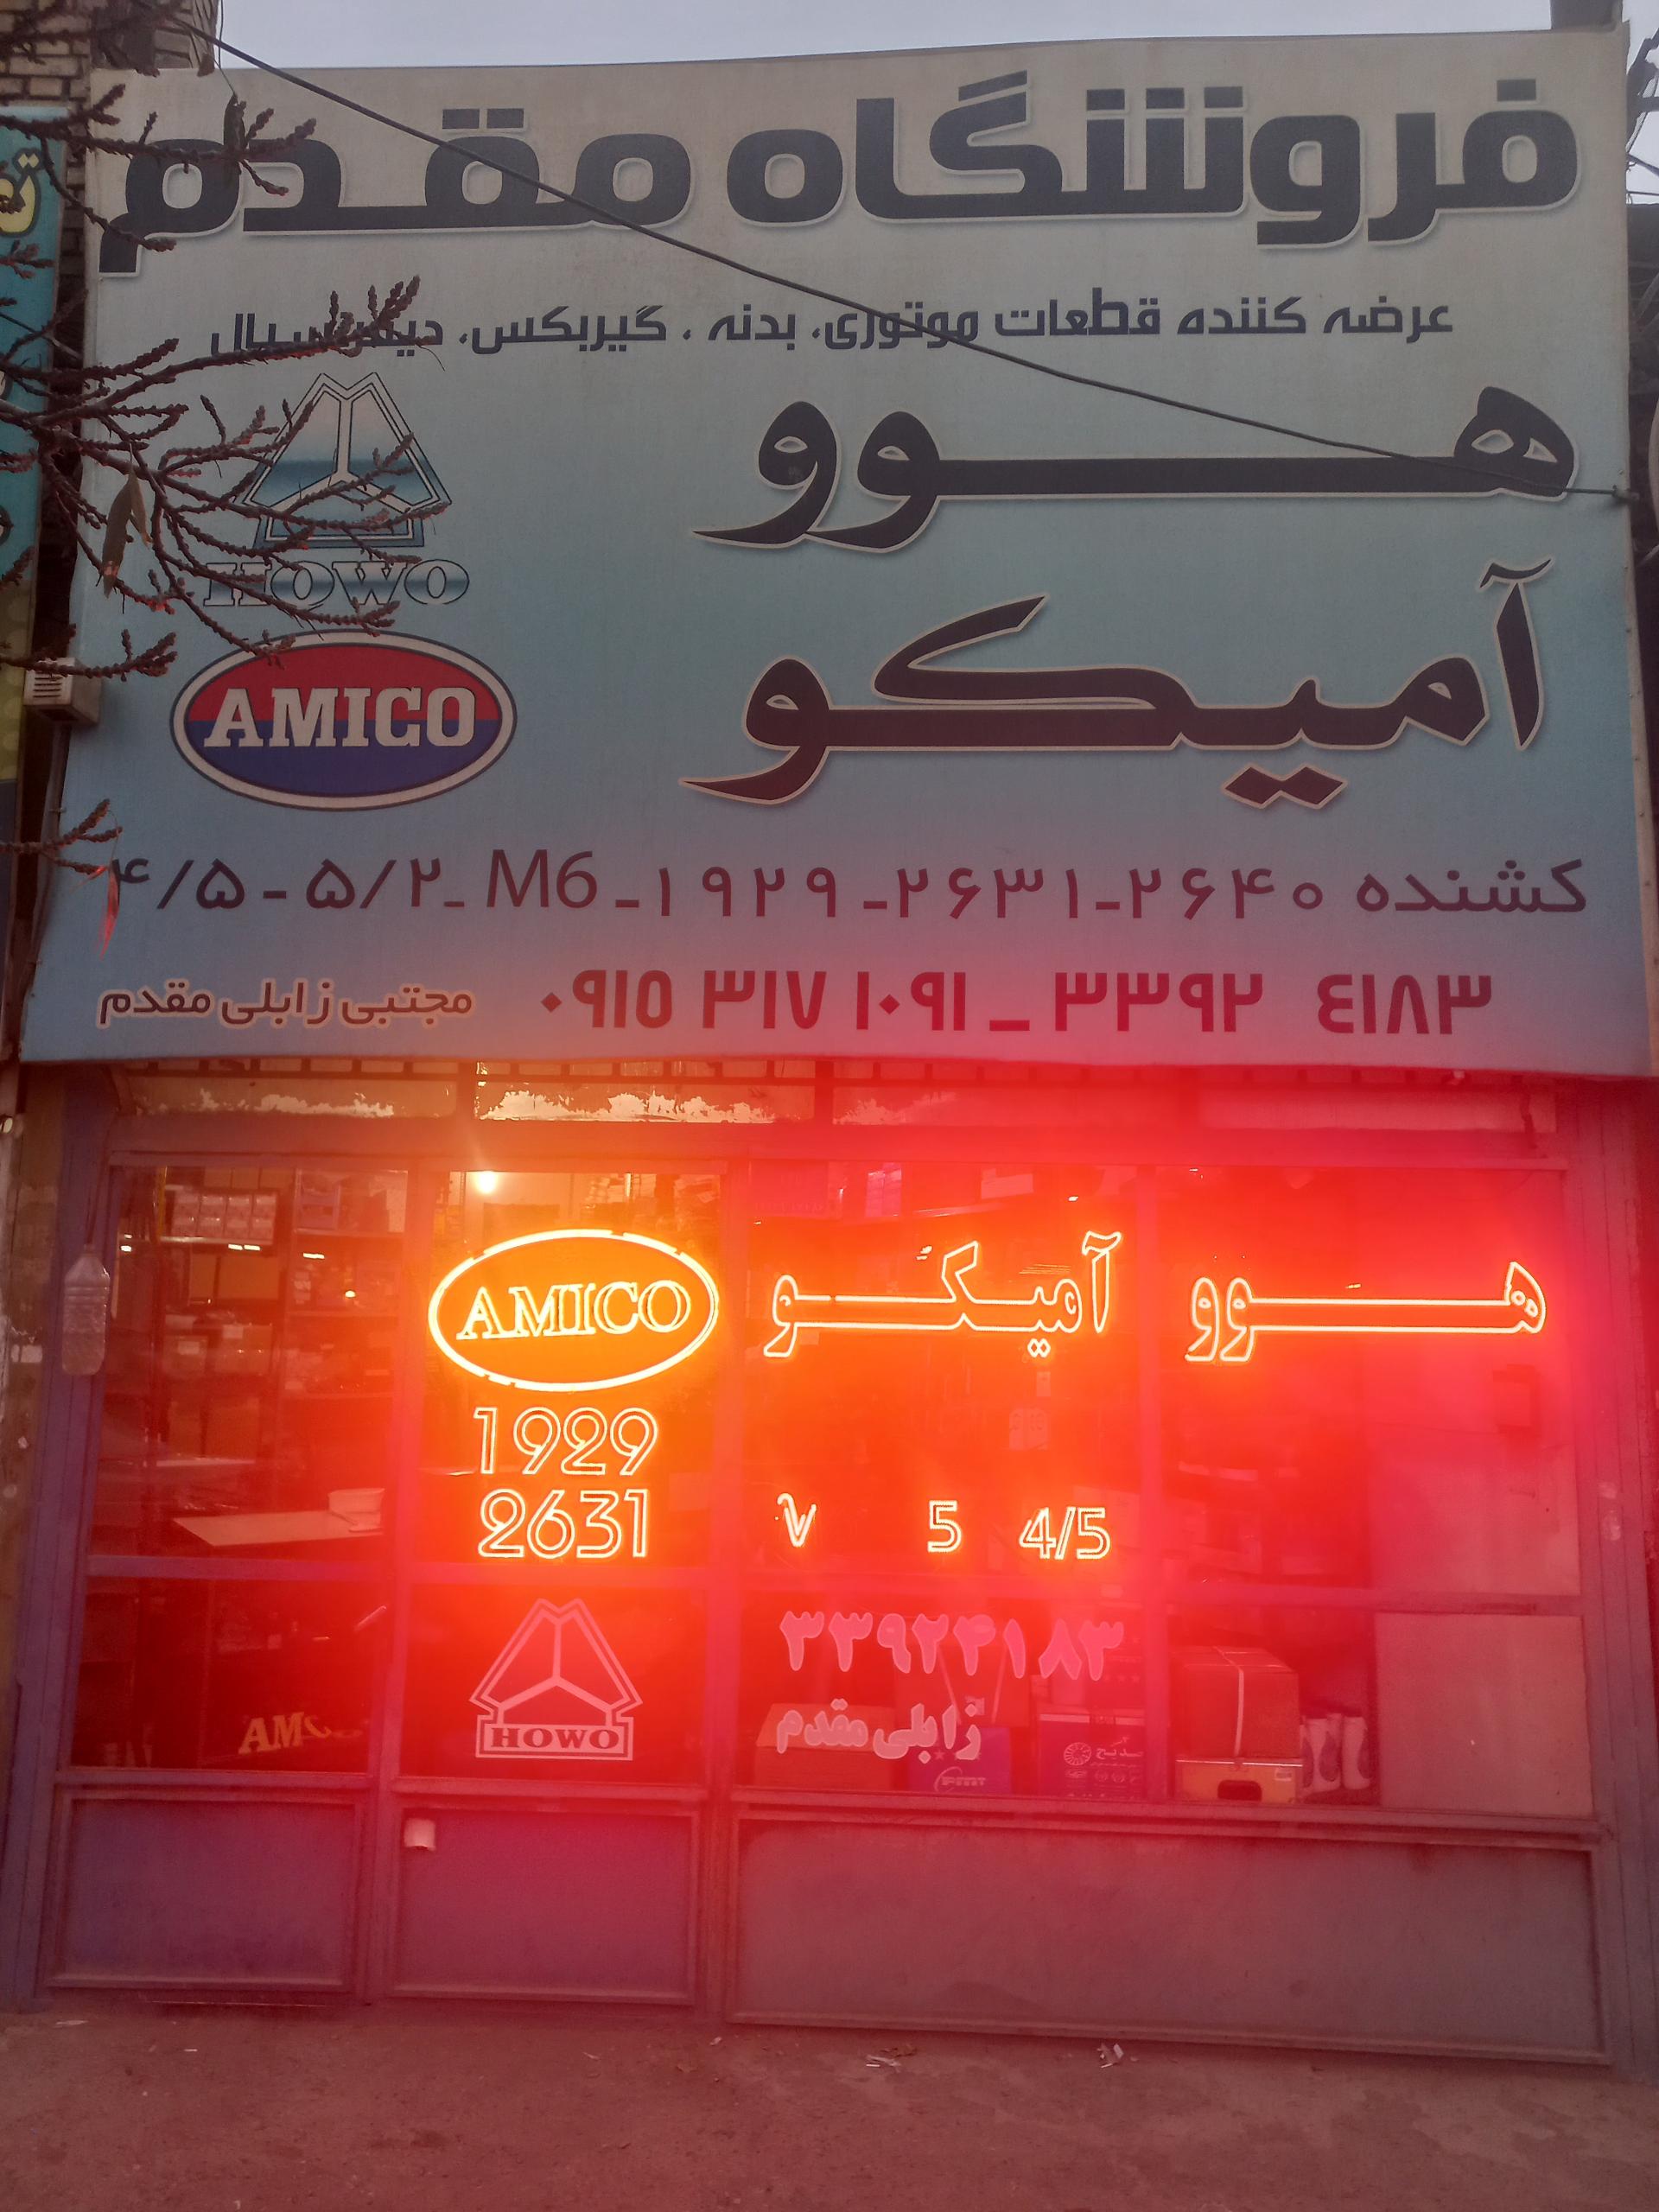 فروشگاه مقدم
عرضه کننده قطعات موتوری، بدنه ، گیربکس، دیفرانسیال
هوو
HOWO
آمیکو
AMICO
کشنده ۲۶۴۰-۲۶۳۱-۱۹۲۹- M6 -۵/۲ - ۴/۵
۳۳۹۲ ٤۱۸۳ _ ۰۹۱۵ ۳۱۷ ۱۰۹۱ مجتبی زابلی مقدم
هوو آمیکو AMICO
1929
2631 7 5 4/5
۳۳۹۲۴۱۸۳
زابلی مقدم
HOWO